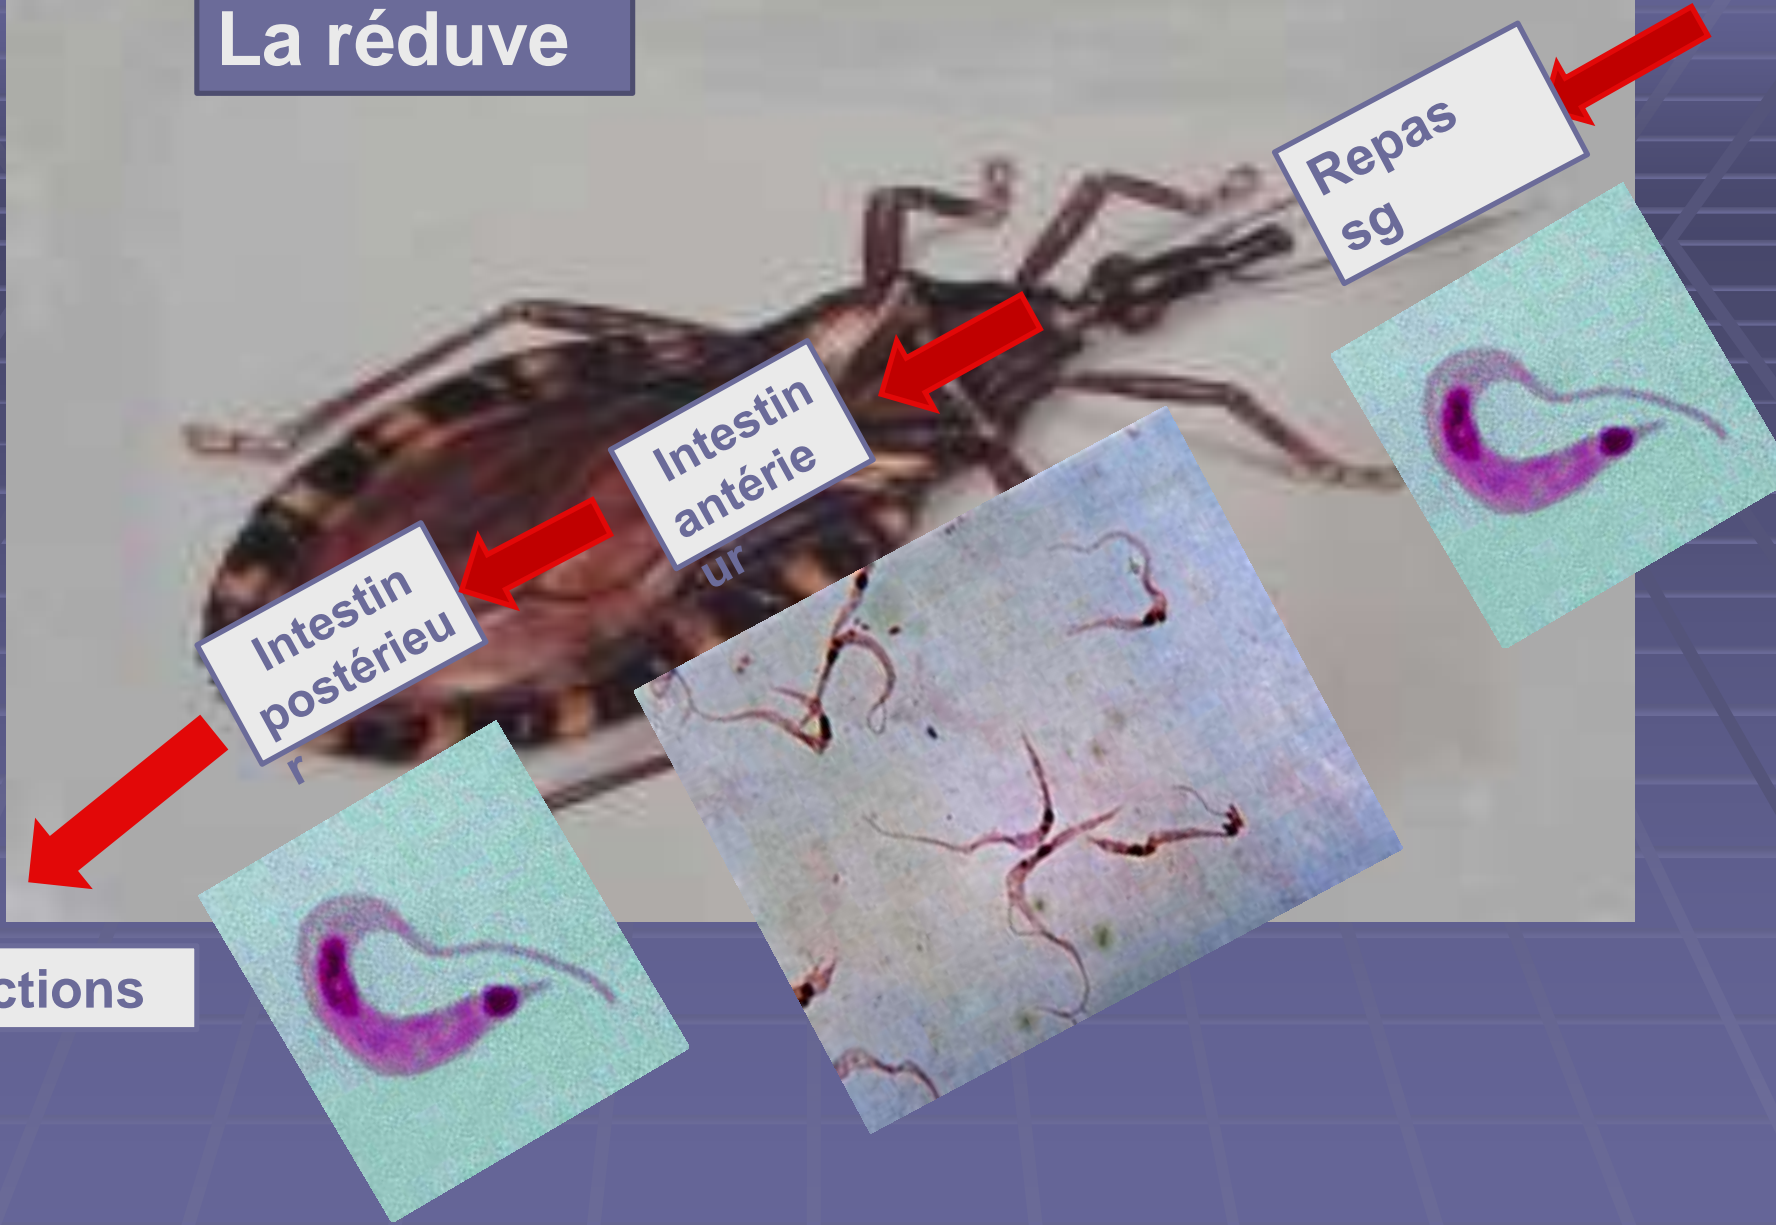 La réduve
Repas
sg
Intestin
antérie
ur
Intestin
postérieu
r
ctions